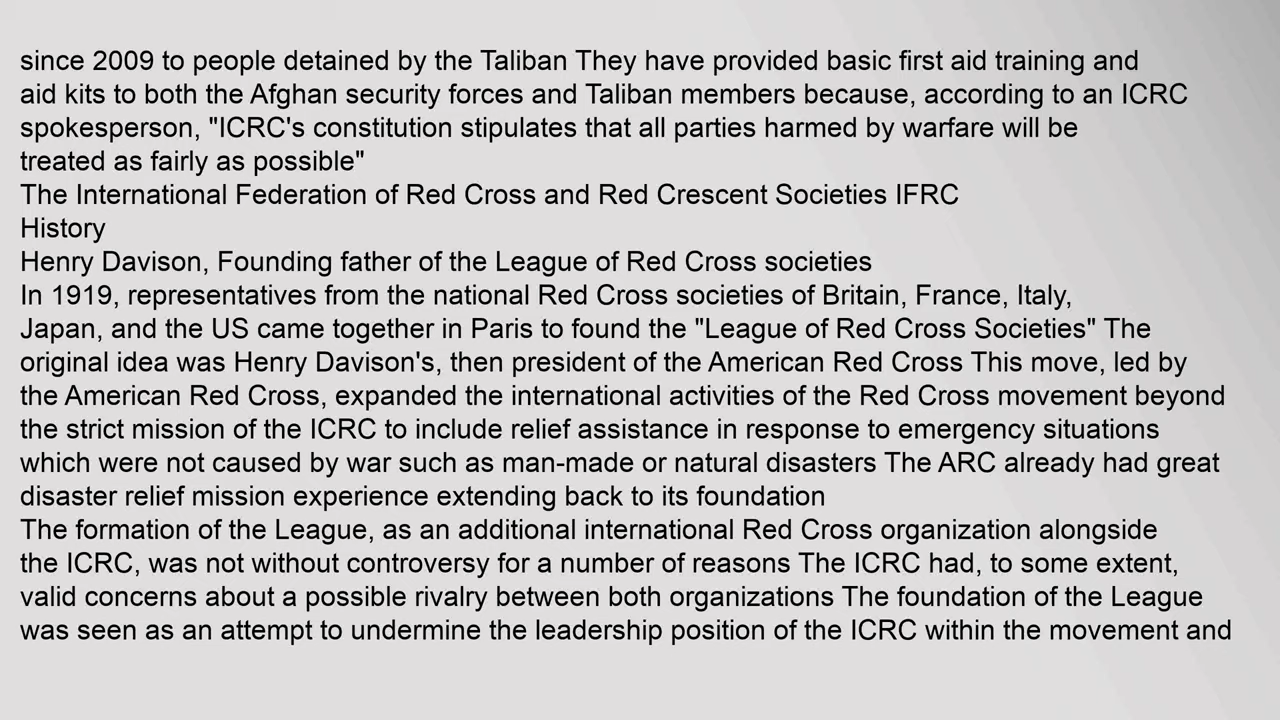 since 2009 to people detained by the Taliban They have provided basic first aid training and
aid kits to both the Afghan security forces and Taliban members because, according to an ICRC
spokesperson, "ICRC's constitution stipulates that all parties harmed by warfare will be
treated as fairly as possible"
The International Federation of Red Cross and Red Crescent Societies IFRC
History
Henry Davison, Founding father of the League of Red Cross societies
In 1919, representatives from the national Red Cross societies of Britain, France, Italy,
Japan, and the US came together in Paris to found the "League of Red Cross Societies" The
original idea was Henry Davison's, then president of the American Red Cross This move, led by
the American Red Cross, expanded the international activities of the Red Cross movement beyond
the strict mission of the ICRC to include relief assistance in response to emergency situations
which were not caused by war such as man-made or natural disasters The ARC already had great
disaster relief mission experience extending back to its foundation
The formation of the League, as an additional international Red Cross organization alongside
the ICRC, was not without controversy for a number of reasons The ICRC had, to some extent,
valid concerns about a possible rivalry between both organizations The foundation of the League
was seen as an attempt to undermine the leadership position of the ICRC within the movement and